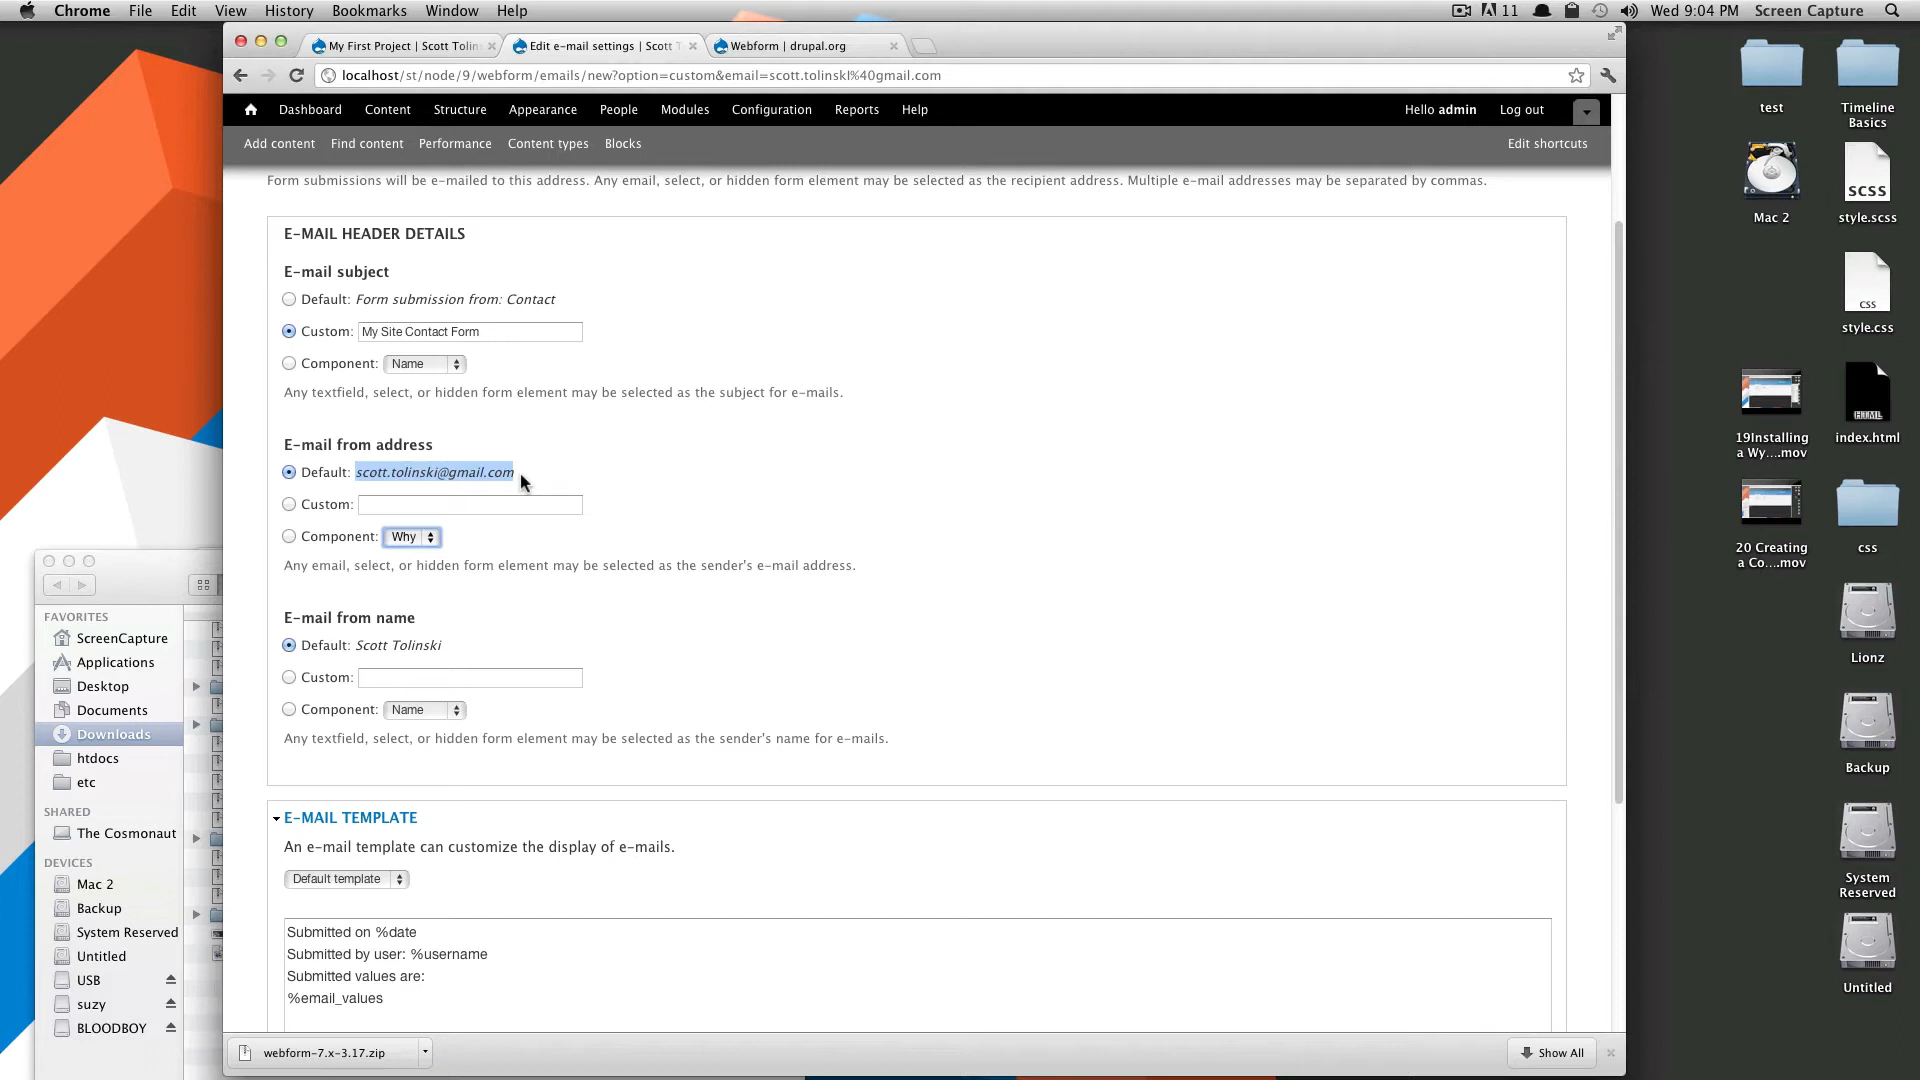 Chrome File Edit View History Bookmarks Window Help
11 Wed 9:04 PM Screen Capture
My First Project | Scott Tolin
Edit e-mail settings | Scott T
Webform | drupal.org
localhost/st/node/9/webform/emails/new?option=custom&email=scott.tolinskI%40gmail.com
Dashboard Content Structure Appearance People Modules Configuration Reports Help
Hello admin Log out
Add content Find content Performance Content types Blocks
Edit shortcuts
Form submissions will be e-mailed to this address. Any email, select, or hidden form element may be selected as the recipient address. Multiple e-mail addresses may be separated by commas.
E-MAIL HEADER DETAILS
E-mail subject
Default: Form submission from: Contact
Custom: My Site Contact Form
Component: Name
Any textfield, select, or hidden form element may be selected as the subject for e-mails.
E-mail from address
Default: scott.tolinski@gmail.com
Custom:
Component: Why
Any email, select, or hidden form element may be selected as the sender's e-mail address.
E-mail from name
Default: Scott Tolinski
Custom:
Component: Name
Any textfield, select, or hidden form element may be selected as the sender's name for e-mails.
E-MAIL TEMPLATE
An e-mail template can customize the display of e-mails.
Default template
Submitted on %date
Submitted by user: %username
Submitted values are:
%email_values
webform-7.x-3.17.zip
Show All
FAVORITES
ScreenCapture
Applications
Desktop
Documents
Downloads
htdocs
etc
SHARED
The Cosmonaut
DEVICES
Mac 2
Backup
System Reserved
Untitled
USB
suzy
BLOODBOY
test
Timeline
Basics
Mac 2
SCSS
style.scss
css
style.css
19Installing
a Wy....mov
HTML
index.html
20 Creating
a Co....mov
css
Lionz
Backup
System
Reserved
Untitled